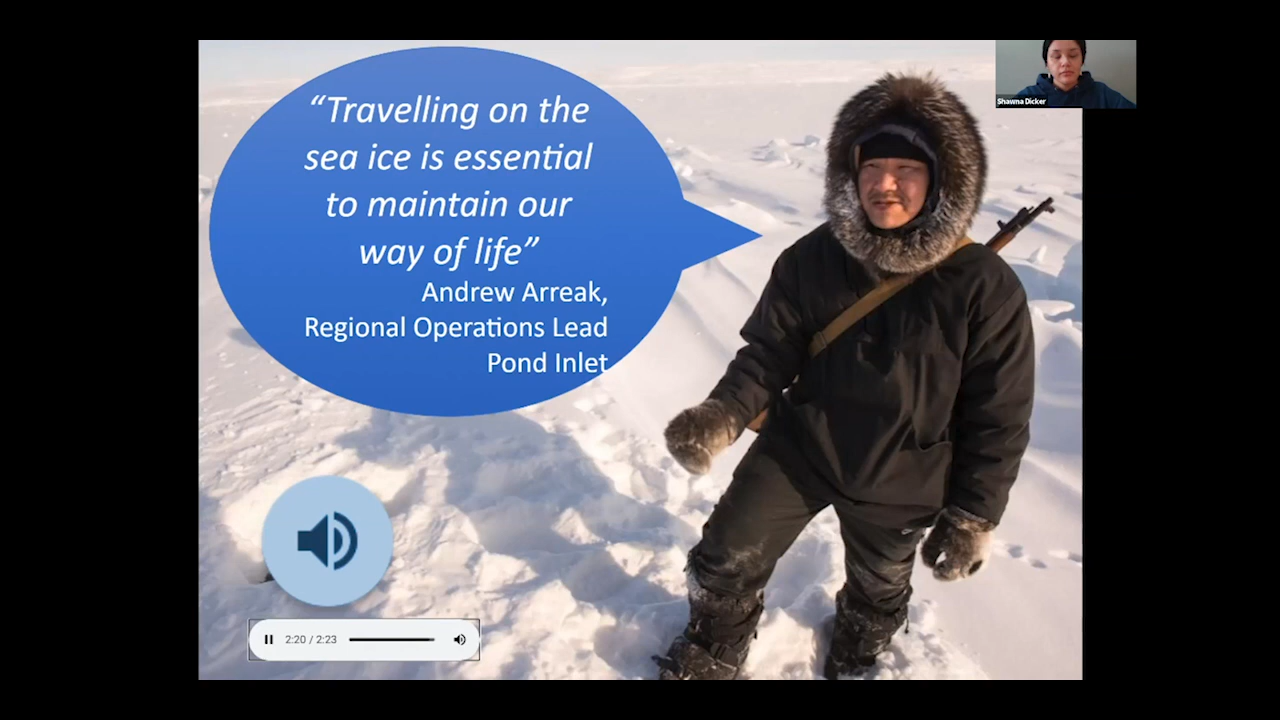 “Travelling on the
sea ice is essential
to maintain our
way of life”
Andrew Arreak,
Regional Operations Lead
Pond Inlet
Shawna Dicker
2:20 / 2:23